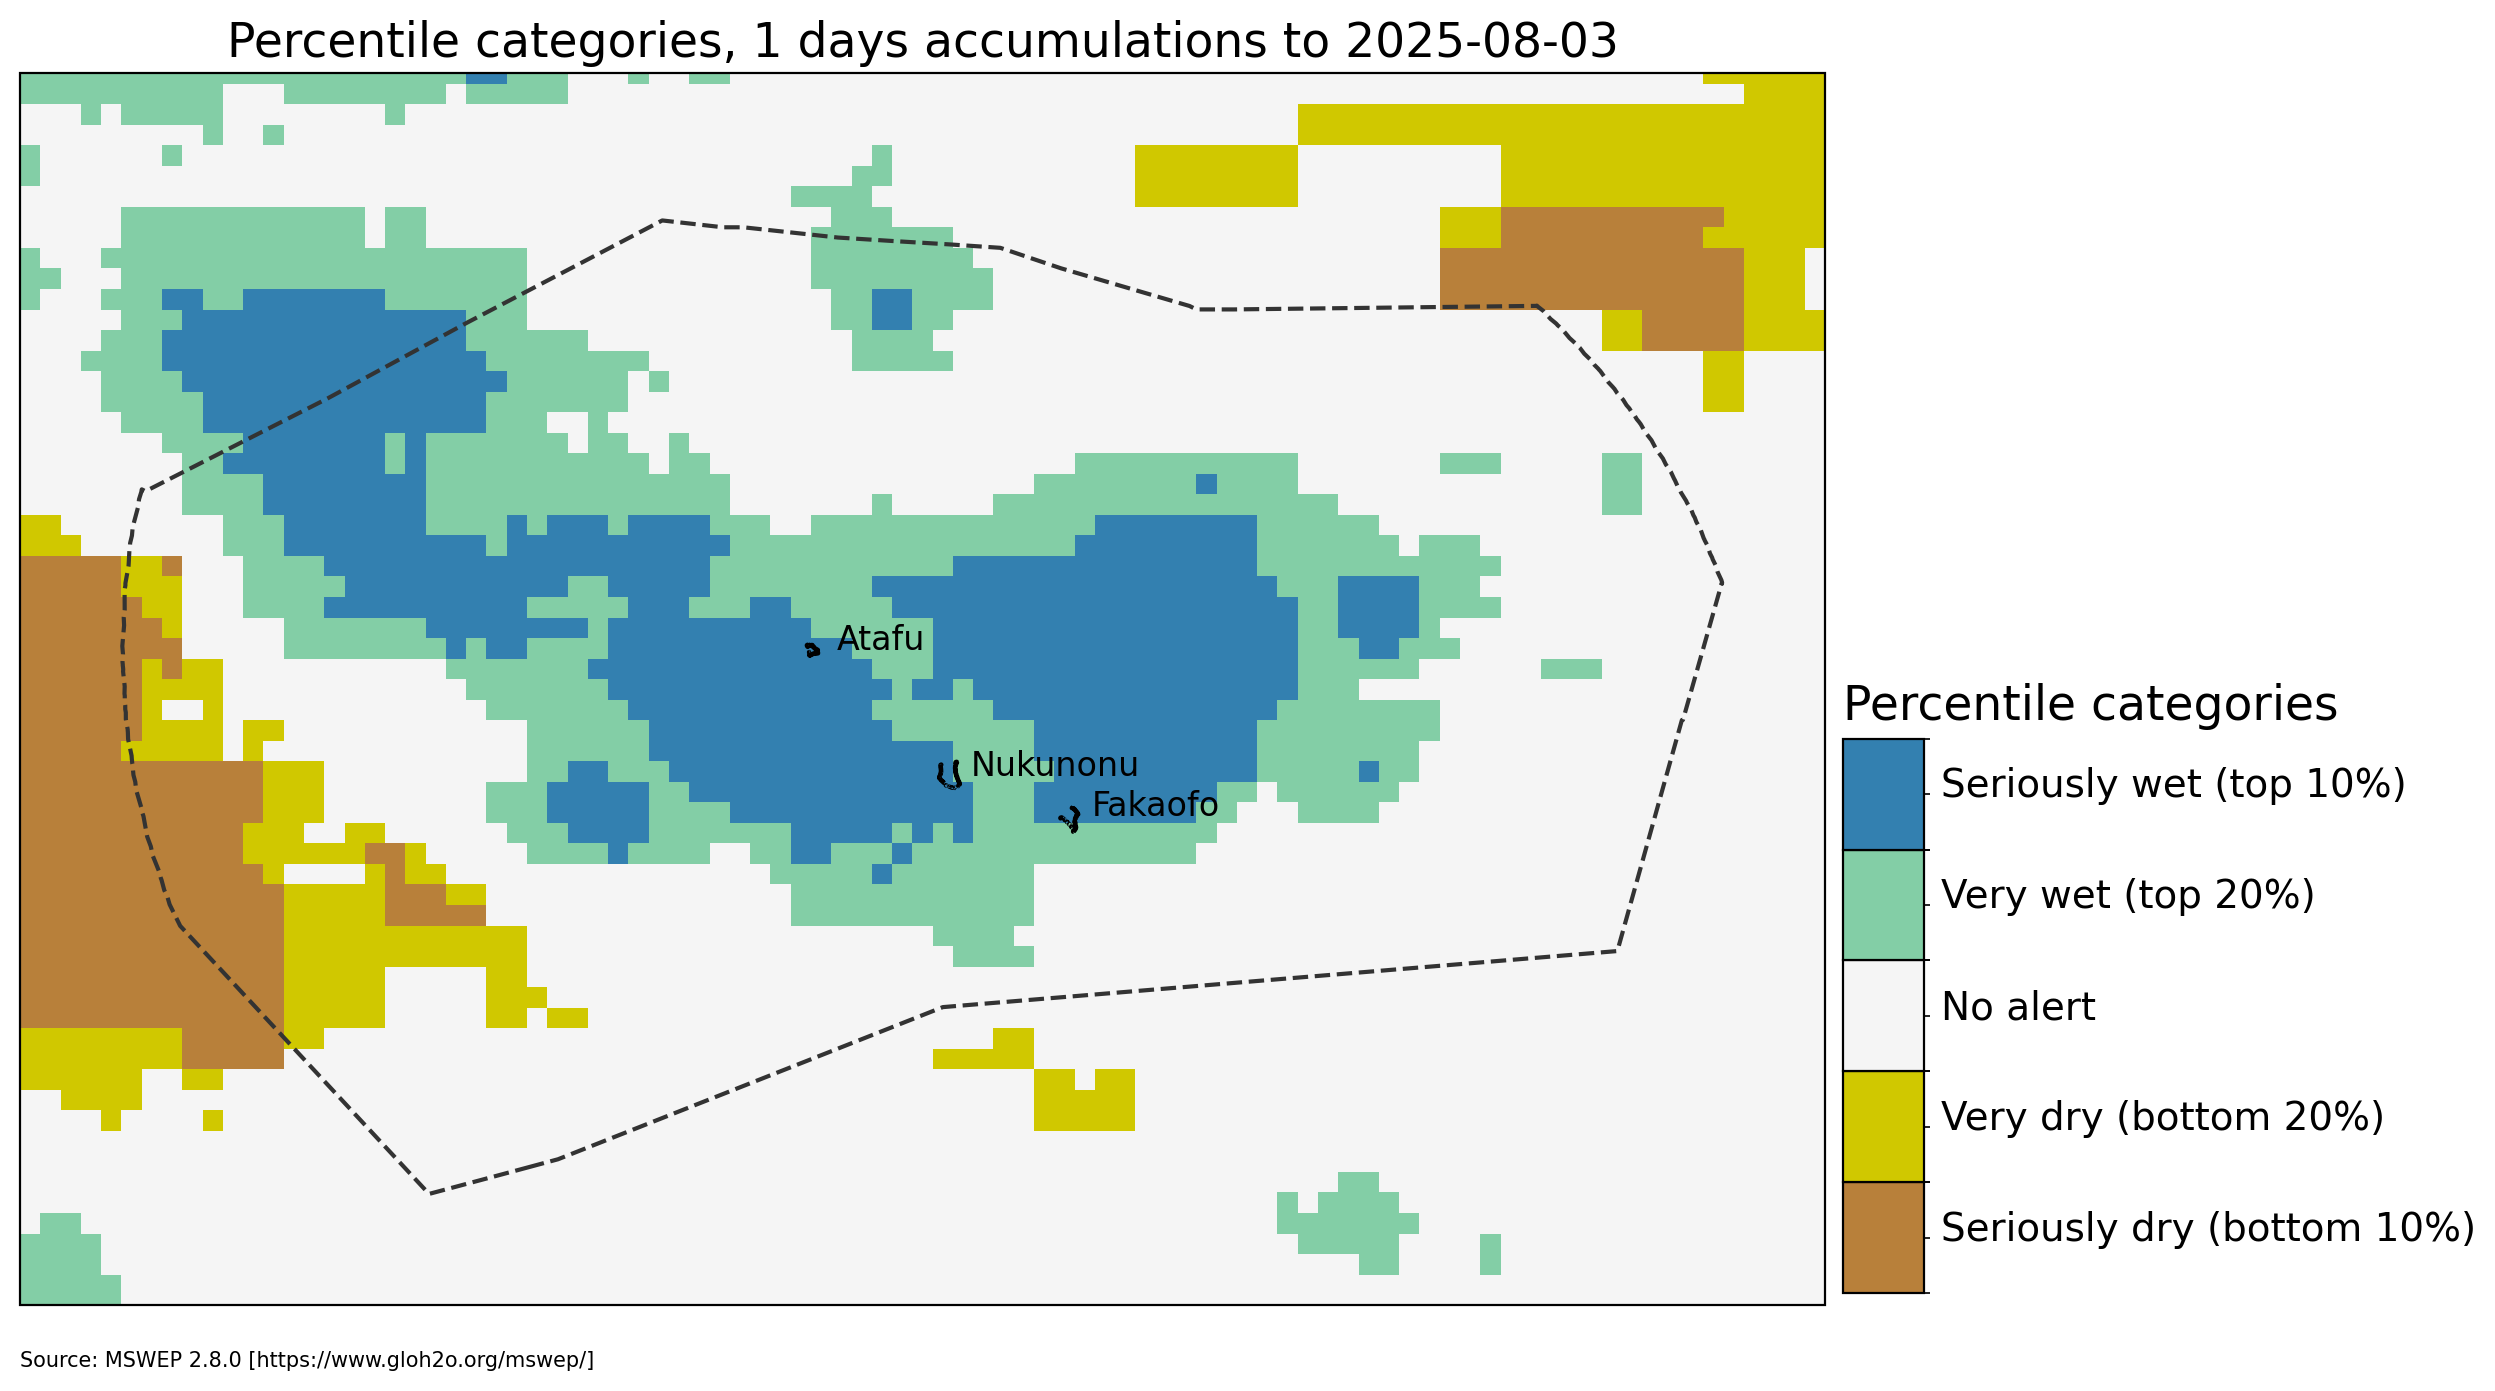 Percentile categories, 1 days accumulations to 2025-08-03
Atafu
Nukunonu
Fakaofo
Percentile categories
Seriously wet (top 10%)
Very wet (top 20%)
No alert
Very dry (bottom 20%)
Seriously dry (bottom 10%)
Source: MSWEP 2.8.0 [https://www.gloh2o.org/mswep/]